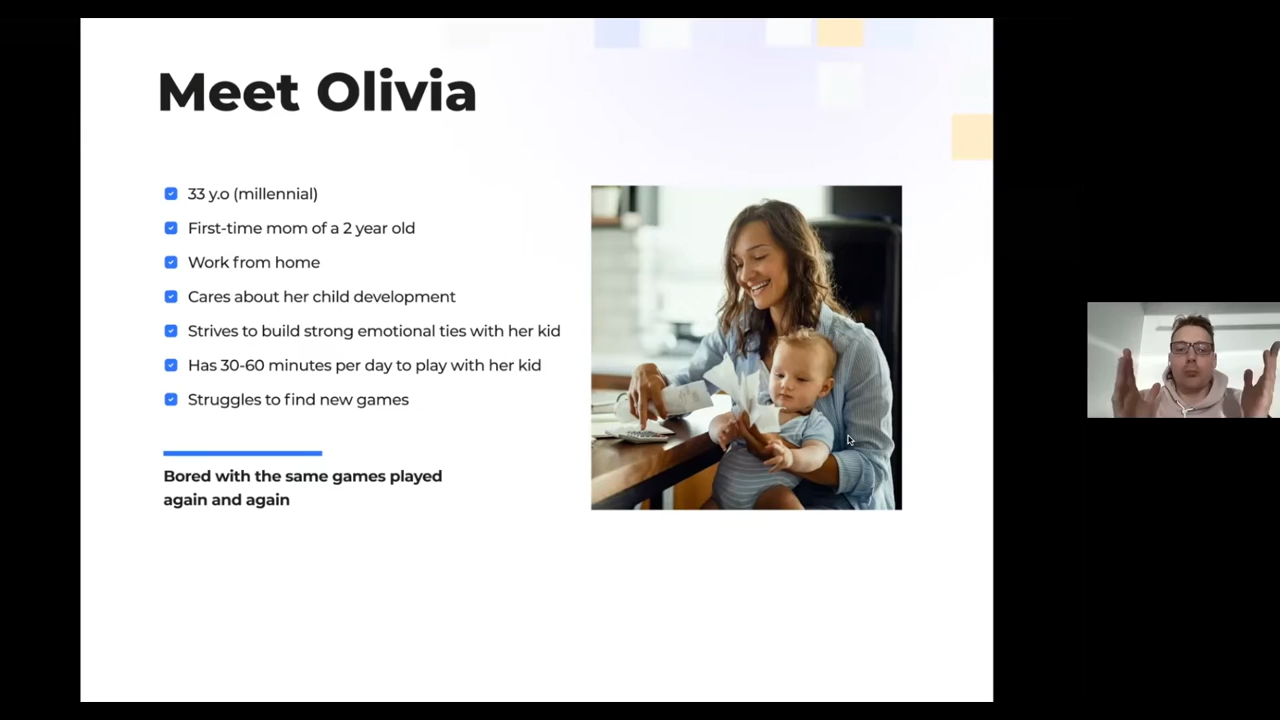 Meet Olivia
33 y.o (millennial)
First-time mom of a 2 year old
Work from home
Cares about her child development
Strives to build strong emotional ties with her kid
Has 30-60 minutes per day to play with her kid
Struggles to find new games
Bored with the same games played
again and again